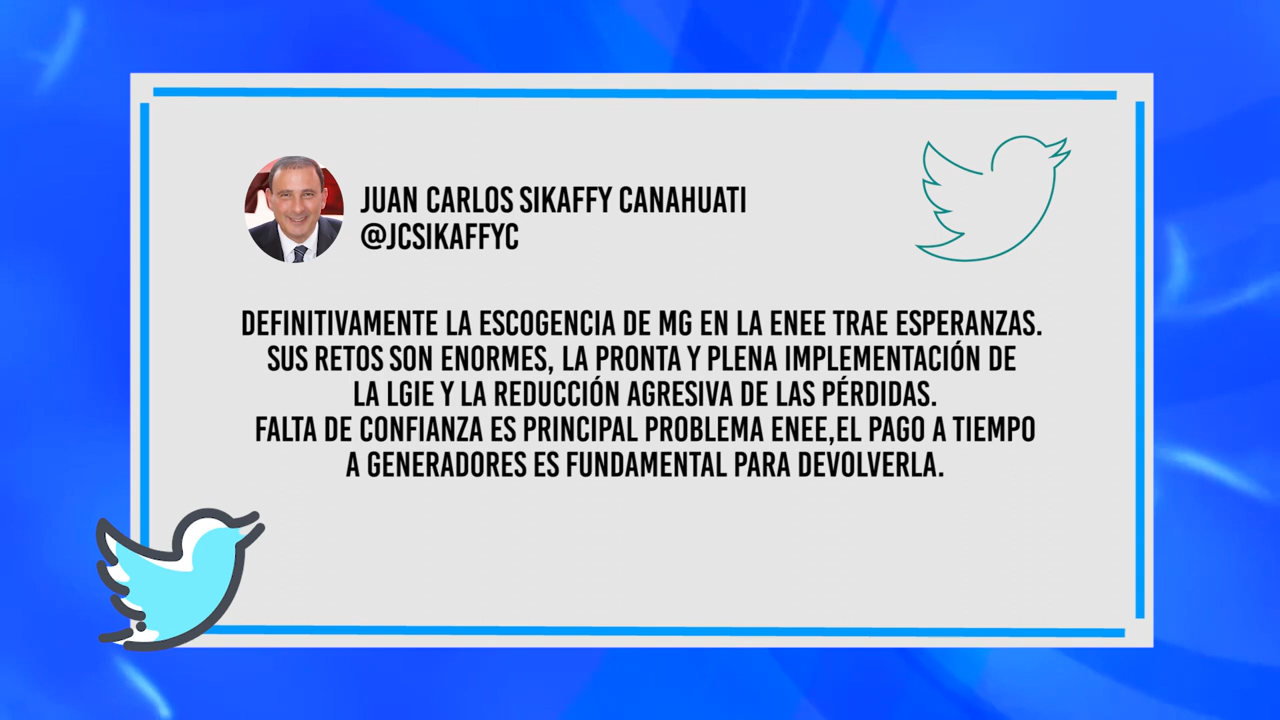 JUAN CARLOS SIKAFFY CANAHUATI
@JCSIKAFFYC
DEFINITIVAMENTE LA ESCOGENCIA DE MG EN LA ENEE TRAE ESPERANZAS.
SUS RETOS SON ENORMES, LA PRONTA Y PLENA IMPLEMENTACIÓN DE
LA LGIE Y LA REDUCCIÓN AGRESIVA DE LAS PÉRDIDAS.
FALTA DE CONFIANZA ES PRINCIPAL PROBLEMA ENEE,EL PAGO A TIEMPO
A GENERADORES ES FUNDAMENTAL PARA DEVOLVERLA.